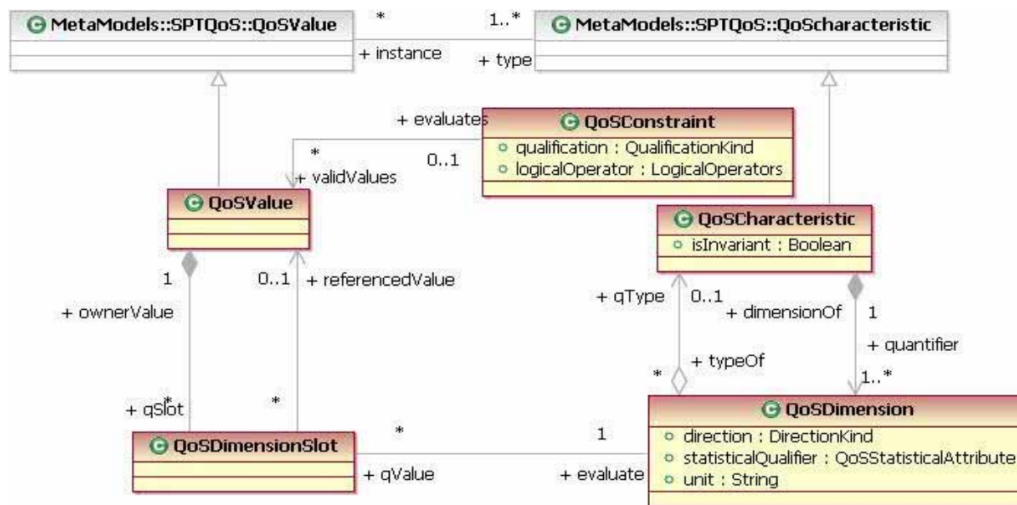 MetaModels::SPTQoS::QoSValue
*
1..*
MetaModels::SPTQoS::QoScharacteristic
+ instance
+ type
+ evaluates
QoSConstraint
qualification : QualificationKind
logicalOperator : LogicalOperators
*
0..1
+ validValues
QoSValue
QoSCharacteristic
isInvariant : Boolean
1
0..1
+ referencedValue
+ ownerValue
+ qType
0..1
+ dimensionOf
1
+ quantifier
+ typeOf
*
1..*
*
+ qSlot
*
QoSDimension
direction : DirectionKind
statisticalQualifier : QoSStatisticalAttribute
unit : String
QoSDimensionSlot
*
1
+ qValue
+ evaluate